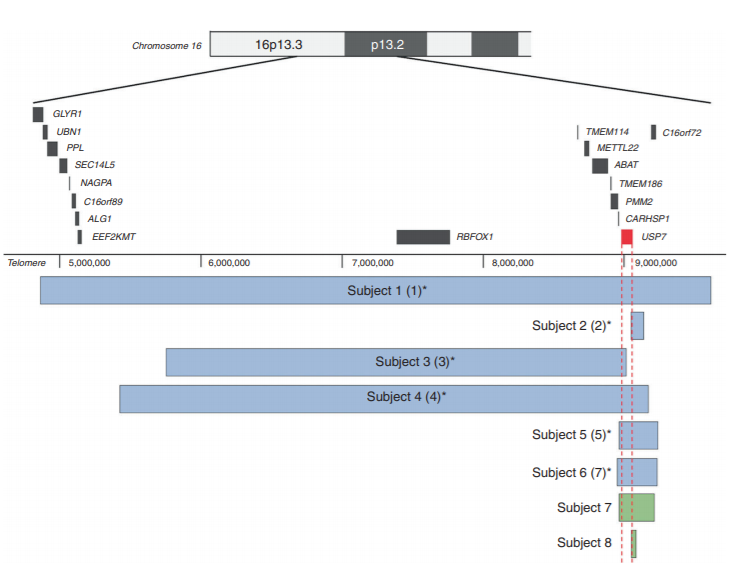 Chromosome 16 16p13.3 p13.2
GLYR1
UBN1 TMEM114 C16orf72
PPL METTL22
SEC14L5 ABAT
NAGPA TMEM186
C16orf89 PMM2
ALG1 CARHSP1
EEF2KMT RBFOX1 USP7
Telomere 5,000,000 6,000,000 7,000,000 8,000,000 9,000,000
Subject 1 (1)*
Subject 2 (2)*
Subject 3 (3)*
Subject 4 (4)*
Subject 5 (5)*
Subject 6 (7)*
Subject 7
Subject 8